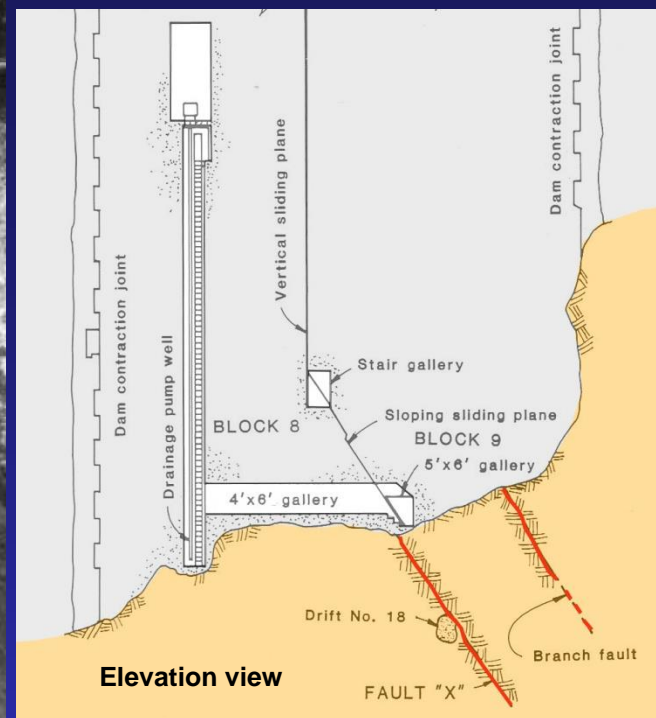 Dam contraction joint
Dam contraction joint
Vertical sliding plane
Drainage pump well
Stair gallery
Sloping sliding plane
BLOCK 8
BLOCK 9
5'x6' gallery
4'x6' gallery
Drift No. 18
Branch fault
Elevation view
FAULT "X"